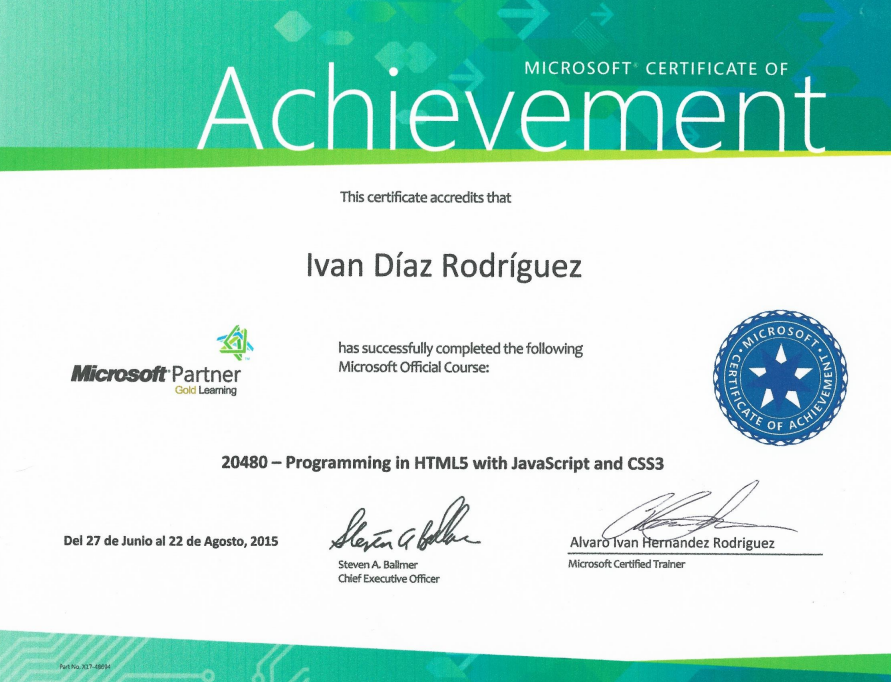 MICROSOFT® CERTIFICATE OF
Achievement
This certificate accredits that
Ivan Díaz Rodríguez
has successfully completed the following
Microsoft Official Course:
Microsoft Partner
Gold Learning
MICROSOFT • CERTIFICATE OF ACHIEVEMENT •
20480 – Programming in HTML5 with JavaScript and CSS3
Del 27 de Junio al 22 de Agosto, 2015
Steven A Ballmer
Steven A. Ballmer
Chief Executive Officer
Alvaro Ivan Hernandez Rodriguez
Microsoft Certified Trainer
Part No. X17-48694